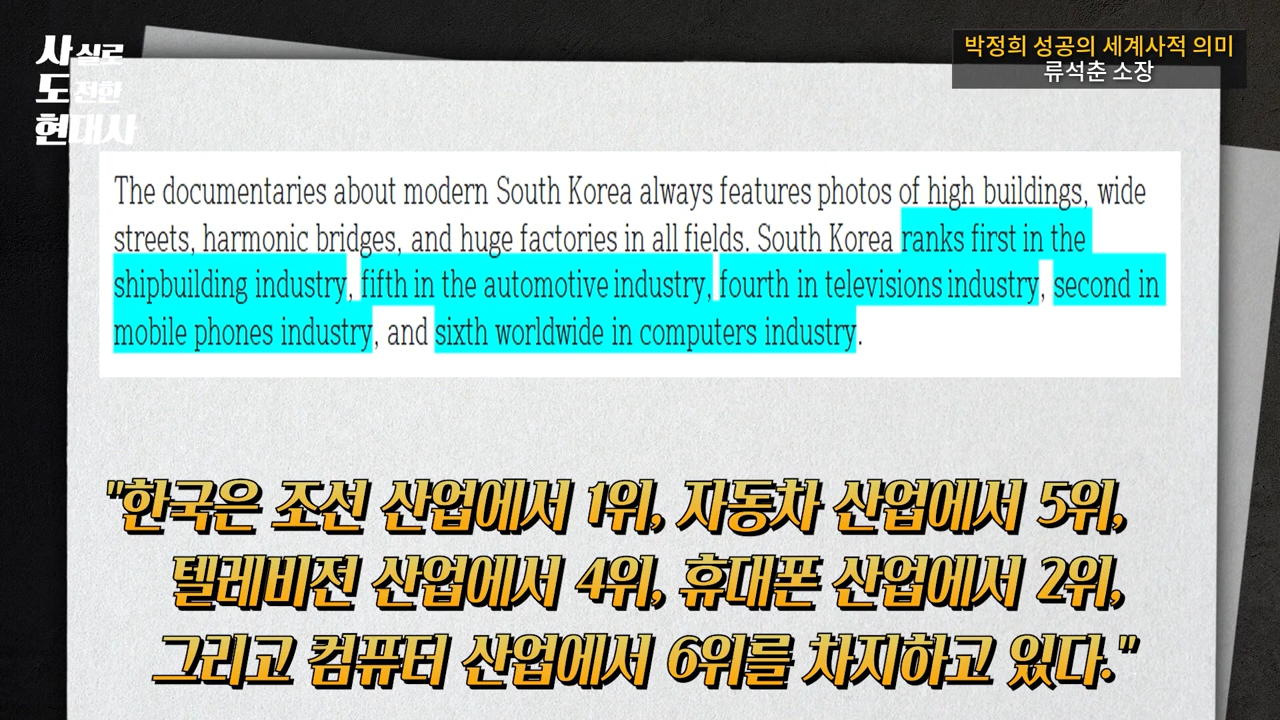 사실로
도전한
현대사
박정희 성공의 세계사적 의미
류석춘 소장
The documentaries about modern South Korea always features photos of high buildings, wide
streets, harmonic bridges, and huge factories in all fields. South Korea ranks first in the
shipbuilding industry, fifth in the automotive industry, fourth in televisions industry, second in
mobile phones industry, and sixth worldwide in computers industry.
"한국은 조선 산업에서 1위, 자동차 산업에서 5위,
텔레비젼 산업에서 4위, 휴대폰 산업에서 2위,
그리고 컴퓨터 산업에서 6위를 차지하고 있다."